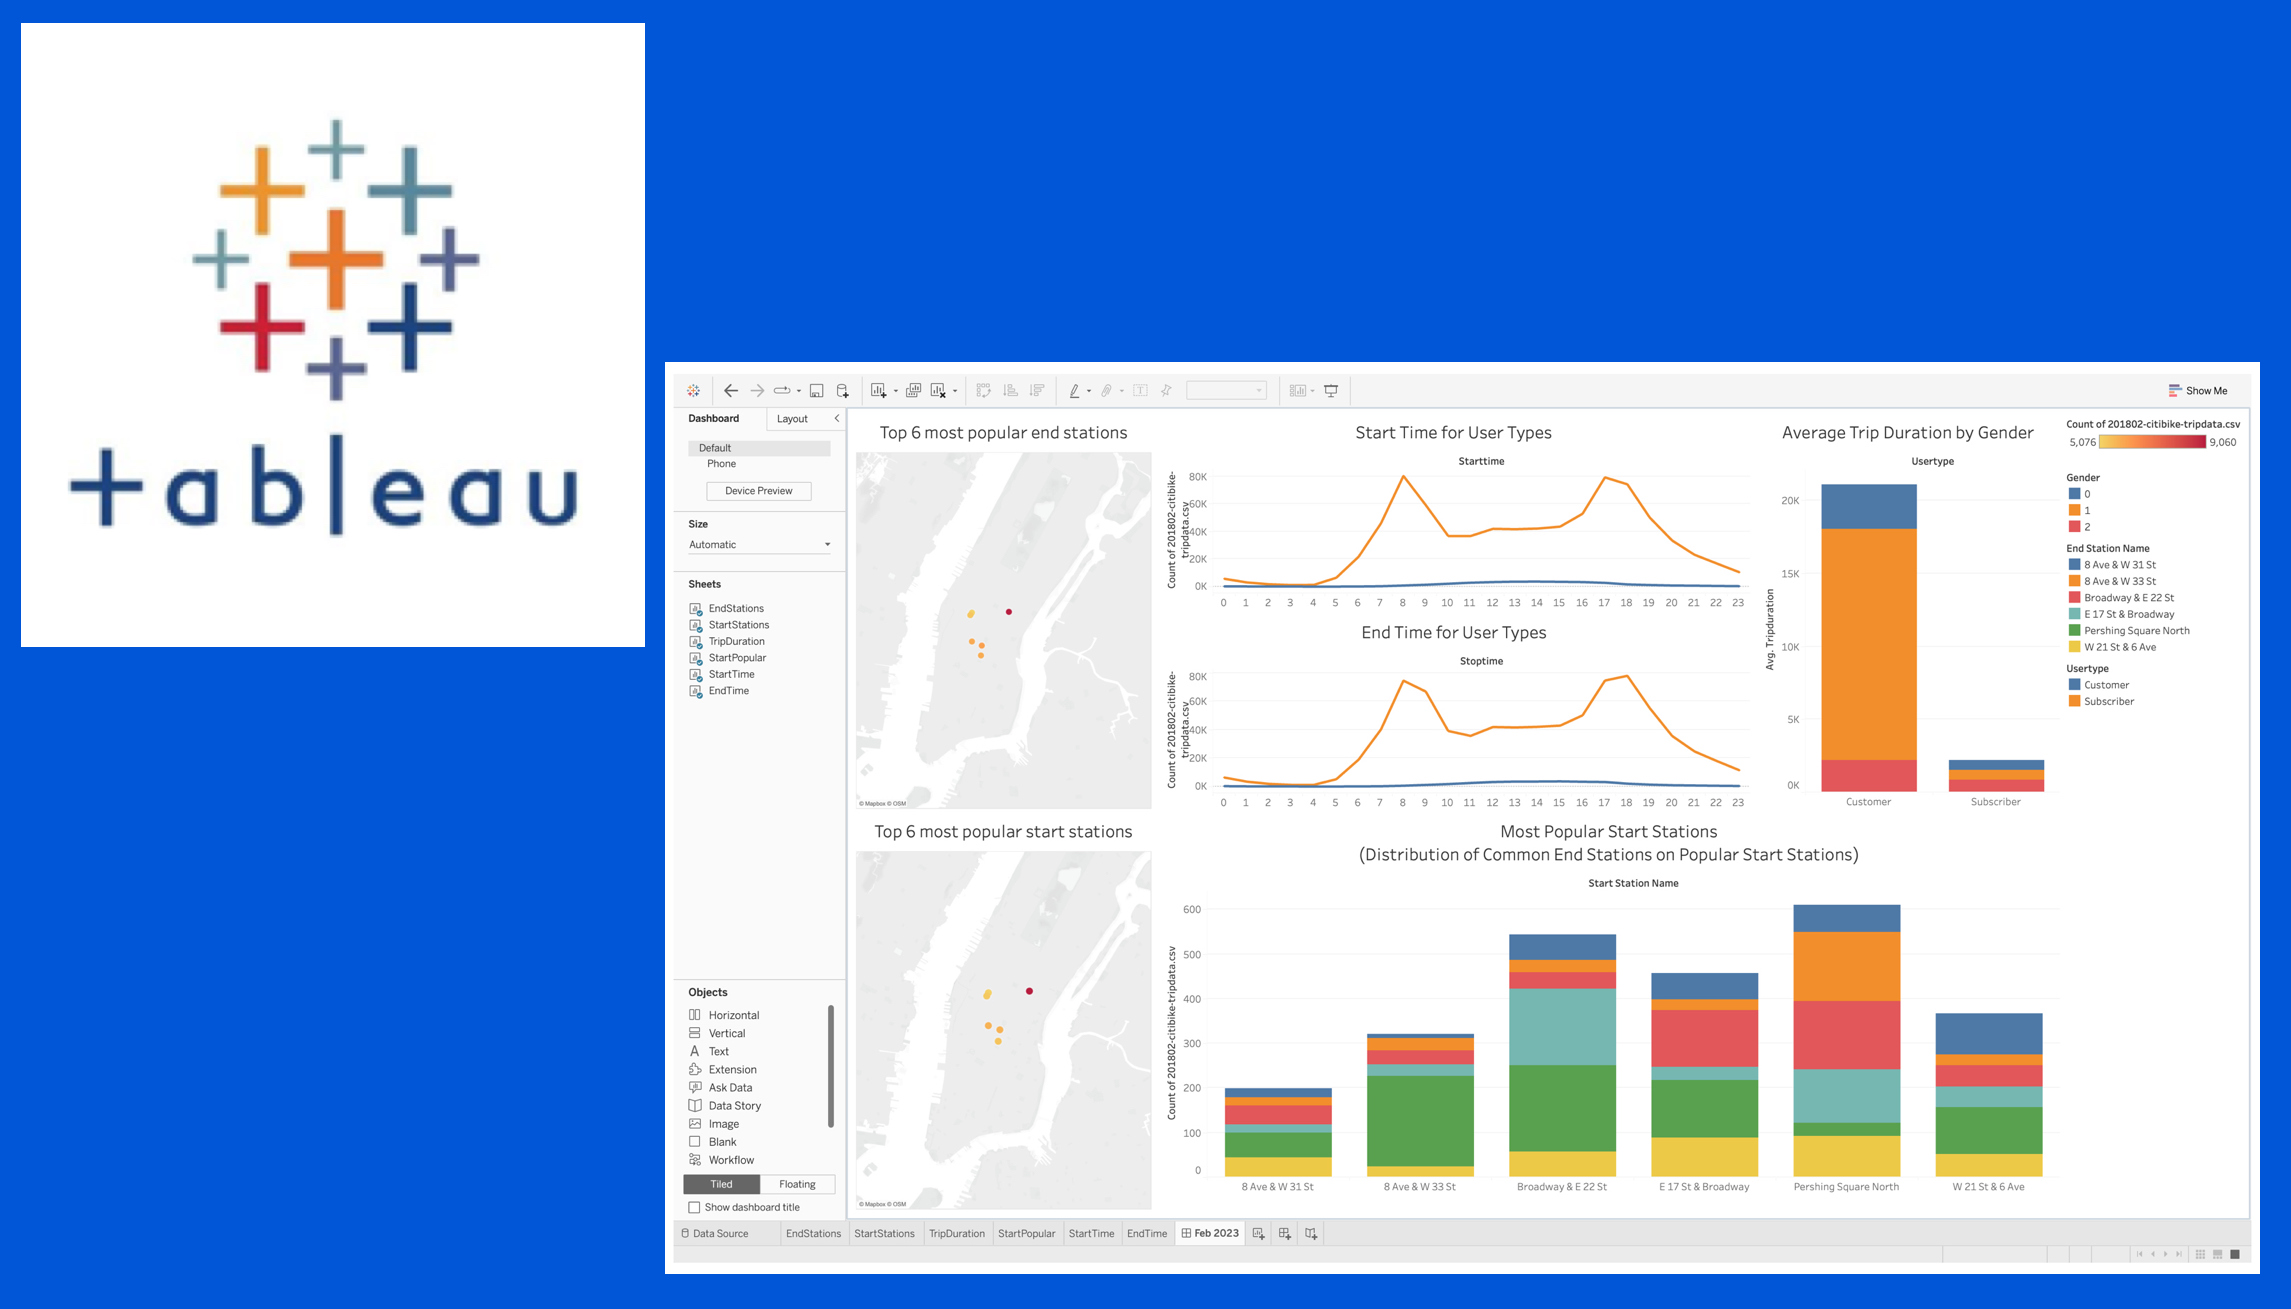 +ableau
Show Me
Dashboard
Layout
Default
Phone
Device Preview
Size
Automatic
Sheets
EndStations
StartStations
TripDuration
StartPopular
StartTime
EndTime
Objects
Horizontal
Vertical
Text
Extension
Ask Data
Data Story
Image
Blank
Workflow
Tiled
Floating
Show dashboard title
Top 6 most popular end stations
© Mapbox © OSM
Start Time for User Types
Starttime
Count of 201802-citibike-
tripdata.csv
80K
60K
40K
20K
0K
0 1 2 3 4 5 6 7 8 9 10 11 12 13 14 15 16 17 18 19 20 21 22 23
End Time for User Types
Stoptime
Count of 201802-citibike-
tripdata.csv
80K
60K
40K
20K
0K
0 1 2 3 4 5 6 7 8 9 10 11 12 13 14 15 16 17 18 19 20 21 22 23
Average Trip Duration by Gender
Usertype
Avg. Tripduration
20K
15K
10K
5K
0K
Customer Subscriber
Count of 201802-citibike-tripdata.csv
5,076 9,060
Gender
0
1
2
End Station Name
8 Ave & W 31 St
8 Ave & W 33 St
Broadway & E 22 St
E 17 St & Broadway
Pershing Square North
W 21 St & 6 Ave
Usertype
Customer
Subscriber
Top 6 most popular start stations
© Mapbox © OSM
Most Popular Start Stations
(Distribution of Common End Stations on Popular Start Stations)
Start Station Name
Count of 201802-citibike-tripdata.csv
600
500
400
300
200
100
0
8 Ave & W 31 St 8 Ave & W 33 St Broadway & E 22 St E 17 St & Broadway Pershing Square North W 21 St & 6 Ave
Data Source EndStations StartStations TripDuration StartPopular StartTime EndTime Feb 2023